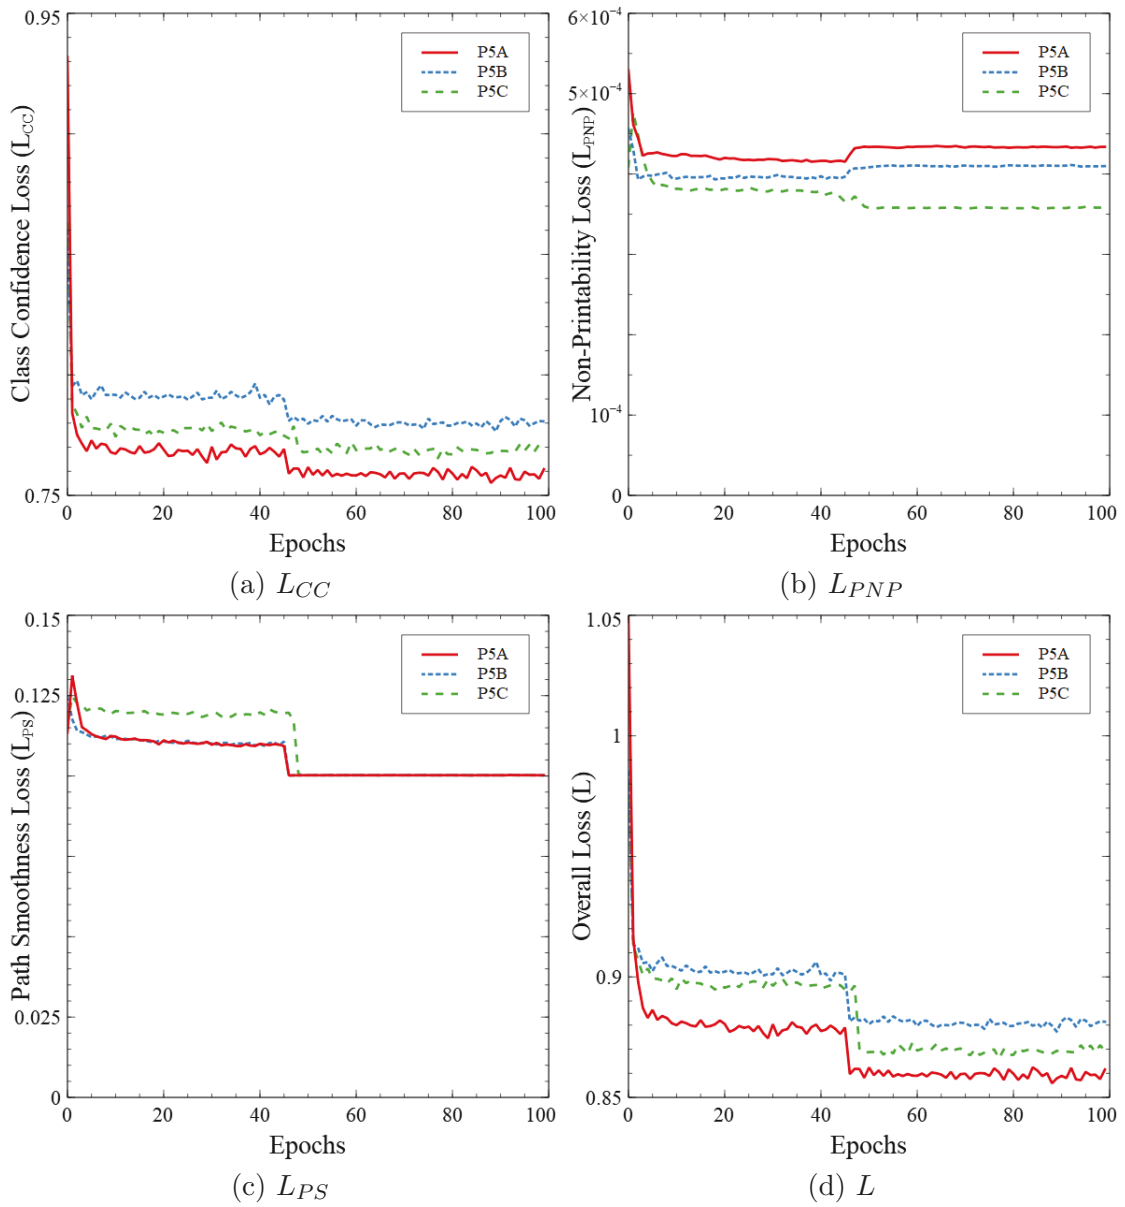 0.95
P5A
P5B
P5C
Class Confidence Loss (L_CC)
0.75
0 20 40 60 80 100
Epochs
(a) L_CC
6×10⁻⁴
P5A
P5B
P5C
5×10⁻⁴
Non-Printability Loss (L_PNP)
10⁻⁴
0
0 20 40 60 80 100
Epochs
(b) L_PNP
0.15
P5A
P5B
P5C
0.125
Path Smoothness Loss (L_PS)
0.025
0
0 20 40 60 80 100
Epochs
(c) L_PS
1.05
P5A
P5B
P5C
1
Overall Loss (L)
0.9
0.85
0 20 40 60 80 100
Epochs
(d) L